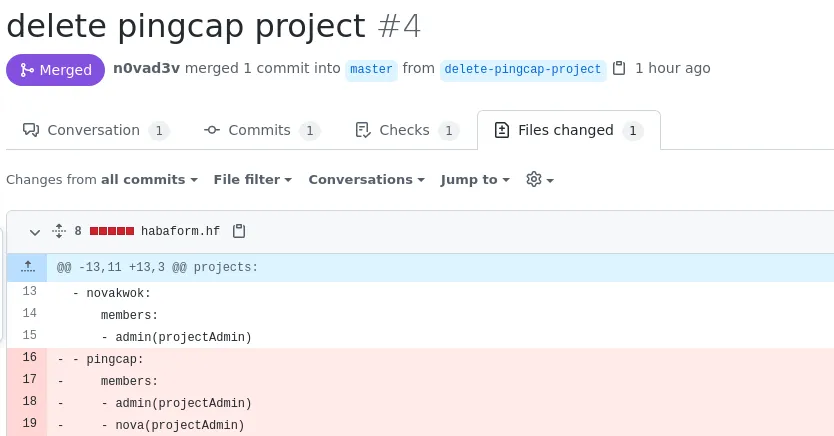 delete pingcap project #4
Merged n0vad3v merged 1 commit into master from delete-pingcap-project 1 hour ago
Conversation 1 Commits 1 Checks 1 Files changed 1
Changes from all commits File filter Conversations Jump to
8 habaform.hf
@@ -13,11 +13,3 @@ projects:
13 - novakwok:
14 members:
15 - admin(projectAdmin)
16 - - pingcap:
17 - members:
18 - - admin(projectAdmin)
19 - - nova(projectAdmin)